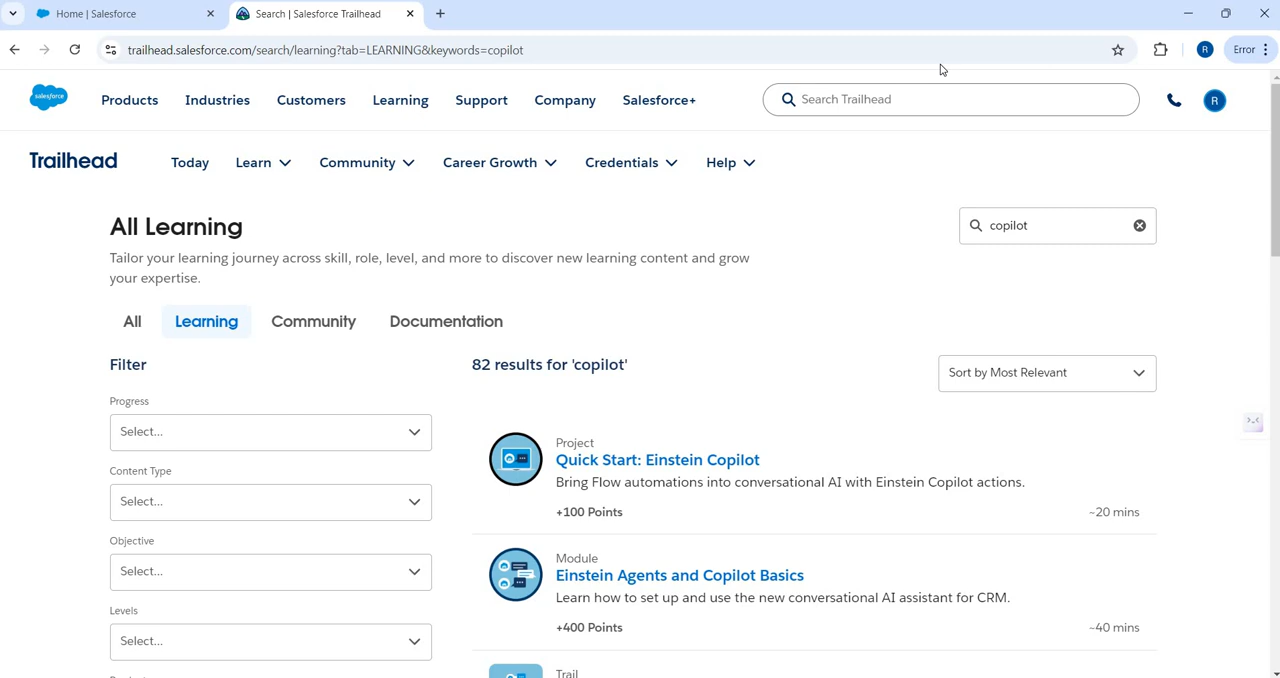 Home | Salesforce
Search | Salesforce Trailhead
trailhead.salesforce.com/search/learning?tab=LEARNING&keywords=copilot
R
Error
salesforce
Products Industries Customers Learning Support Company Salesforce+
Search Trailhead
R
Trailhead
Today Learn Community Career Growth Credentials Help
All Learning
copilot
Tailor your learning journey across skill, role, level, and more to discover new learning content and grow
your expertise.
All Learning Community Documentation
Filter
82 results for 'copilot'
Sort by Most Relevant
Progress
Select...
Content Type
Select...
Objective
Select...
Levels
Select...
Project
Quick Start: Einstein Copilot
Bring Flow automations into conversational AI with Einstein Copilot actions.
+100 Points ~20 mins
Module
Einstein Agents and Copilot Basics
Learn how to set up and use the new conversational AI assistant for CRM.
+400 Points ~40 mins
Trail